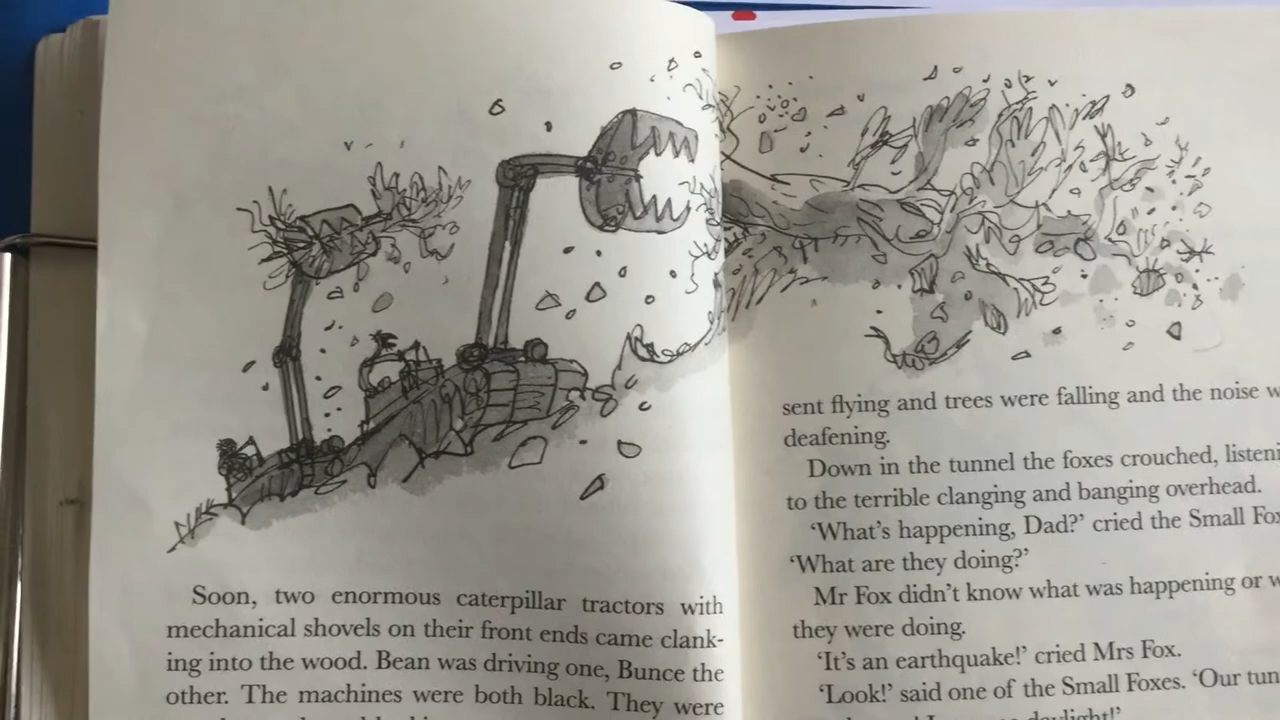 Soon, two enormous caterpillar tractors with
mechanical shovels on their front ends came clank-
ing into the wood. Bean was driving one, Bunce the
other. The machines were both black. They were
sent flying and trees were falling and the noise
deafening.
Down in the tunnel the foxes crouched, listeni
to the terrible clanging and banging overhead.
‘What’s happening, Dad?’ cried the Small Fox
‘What are they doing?’
Mr Fox didn’t know what was happening or
they were doing.
‘It’s an earthquake!’ cried Mrs Fox.
‘Look!’ said one of the Small Foxes. ‘Our tun
daylight!’